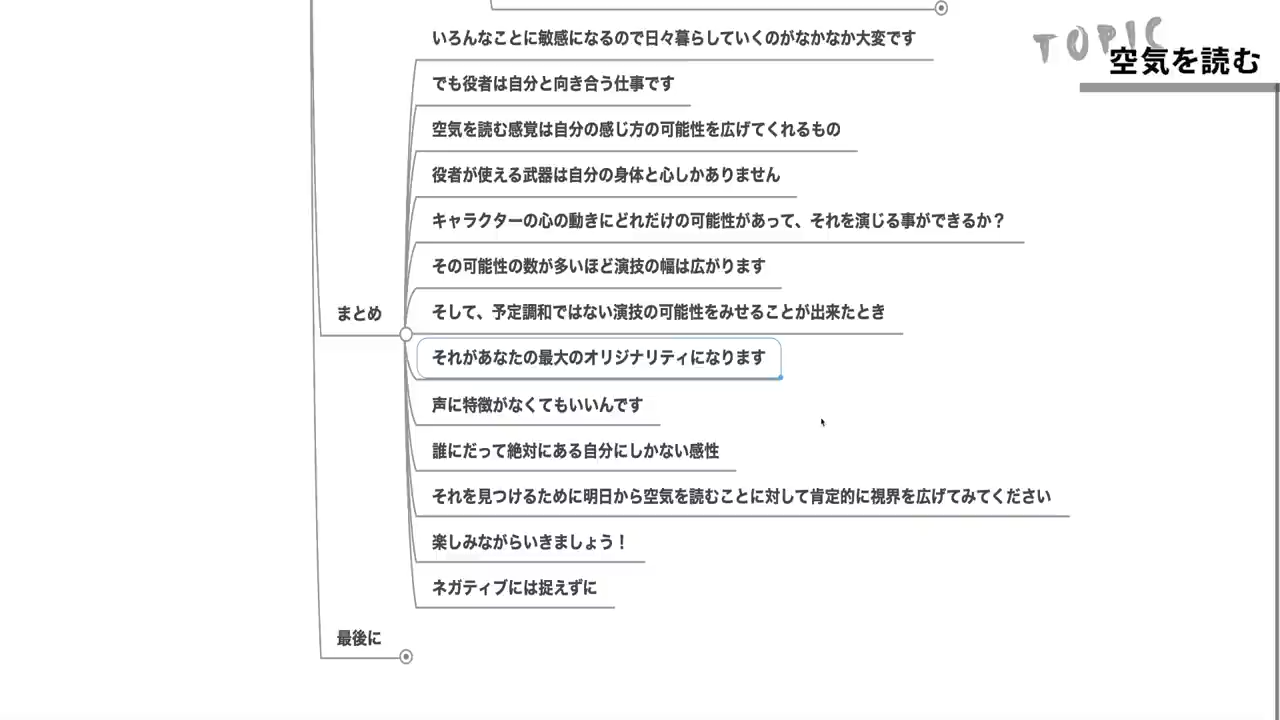 TOPIC
空気を読む
いろんなことに敏感になるので日々暮らしていくのがなかなか大変です
でも役者は自分と向き合う仕事です
空気を読む感覚は自分の感じ方の可能性を広げてくれるもの
役者が使える武器は自分の身体と心しかありません
キャラクターの心の動きにどれだけの可能性があって、それを演じる事ができるか？
その可能性の数が多いほど演技の幅は広がります
まとめ
そして、予定調和ではない演技の可能性をみせることが出来たとき
それがあなたの最大のオリジナリティになります
声に特徴がなくてもいいんです
誰にだって絶対にある自分にしかない感性
それを見つけるために明日から空気を読むことに対して肯定的に視界を広げてみてください
楽しみながらいきましょう！
ネガティブには捉えずに
最後に